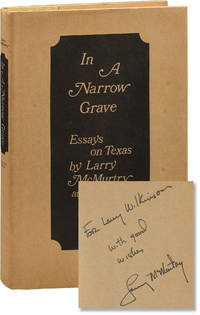 In
A
Narrow
Grave
Essays
on Texas
by Larry
McMurtry
For Larry Wilkinson
with good
wishes
Larry McMurtry